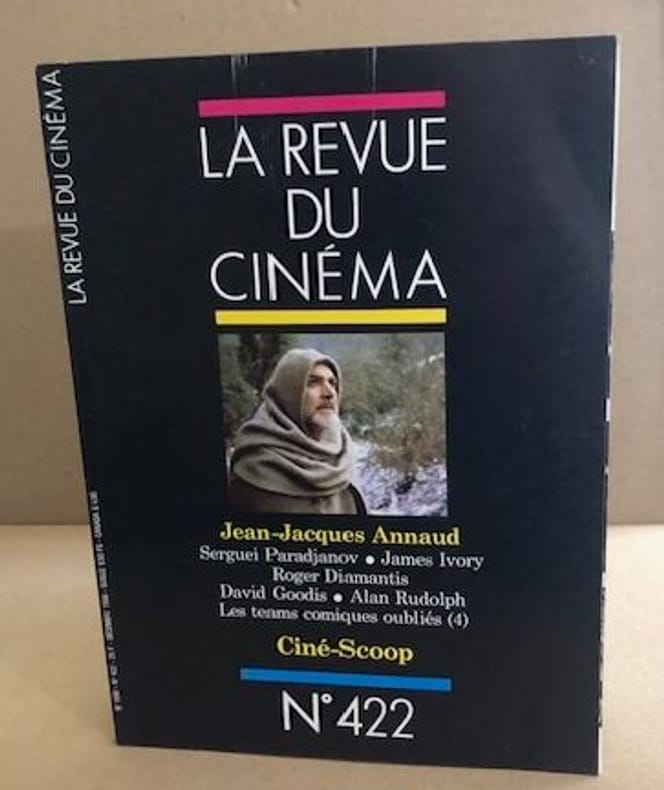 LA REVUE DU CINÉMA
LA REVUE
DU
CINÉMA
Jean-Jacques Annaud
Serguei Paradjanov • James Ivory
Roger Diamantis
David Goodis • Alan Rudolph
Les teams comiques oubliés (4)
Ciné-Scoop
N° 422